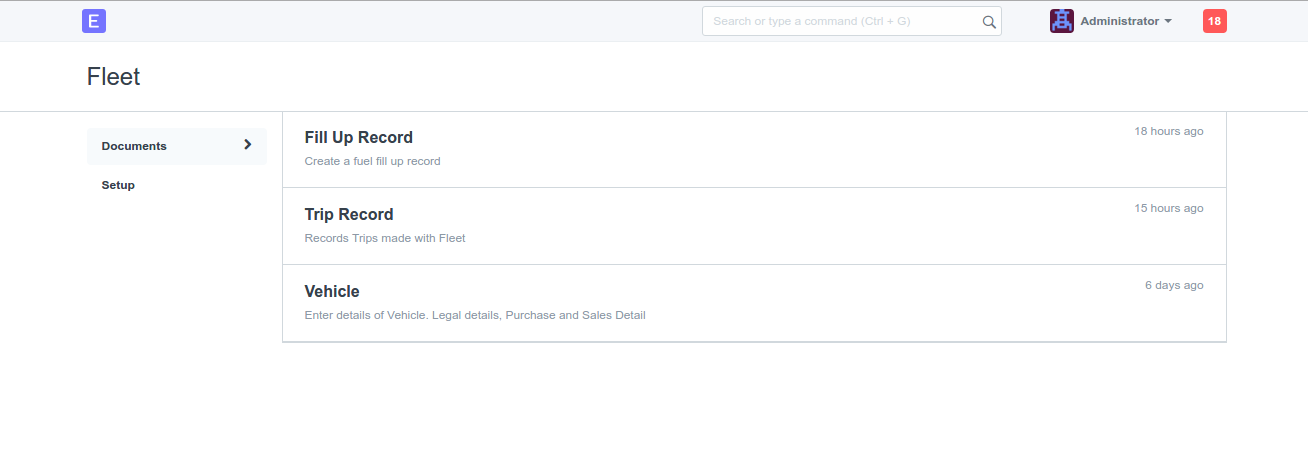 E
Search or type a command (Ctrl + G)
Administrator
18
Fleet
Documents
Setup
Fill Up Record
18 hours ago
Create a fuel fill up record
Trip Record
15 hours ago
Records Trips made with Fleet
Vehicle
6 days ago
Enter details of Vehicle. Legal details, Purchase and Sales Detail